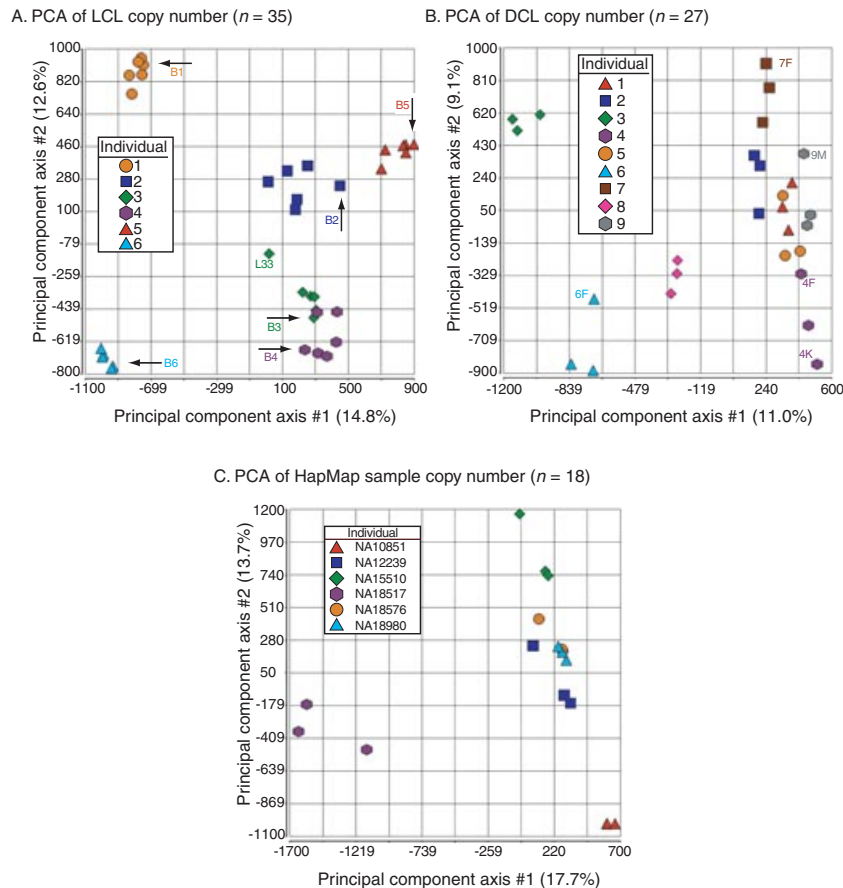 A. PCA of LCL copy number (n = 35)
Principal component axis #2 (12.6%)
1000
820
640
460
280
100
-79
-259
-439
-619
-800
-1100
-699
-299
100
500
900
Principal component axis #1 (14.8%)
Individual
1
2
3
4
5
6
B1
B5
B2
L33
B3
B4
B6
B. PCA of DCL copy number (n = 27)
Principal component axis #2 (9.1%)
1000
810
620
430
240
50
-139
-329
-519
-709
-900
-1200
-839
-479
-119
240
600
Principal component axis #1 (11.0%)
Individual
1
2
3
4
5
6
7
8
9
7F
9M
4F
6F
4K
C. PCA of HapMap sample copy number (n = 18)
Principal component axis #2 (13.7%)
1200
970
740
510
280
50
-179
-409
-639
-869
-1100
-1700
-1219
-739
-259
220
700
Principal component axis #1 (17.7%)
Individual
NA10851
NA12239
NA15510
NA18517
NA18576
NA18980